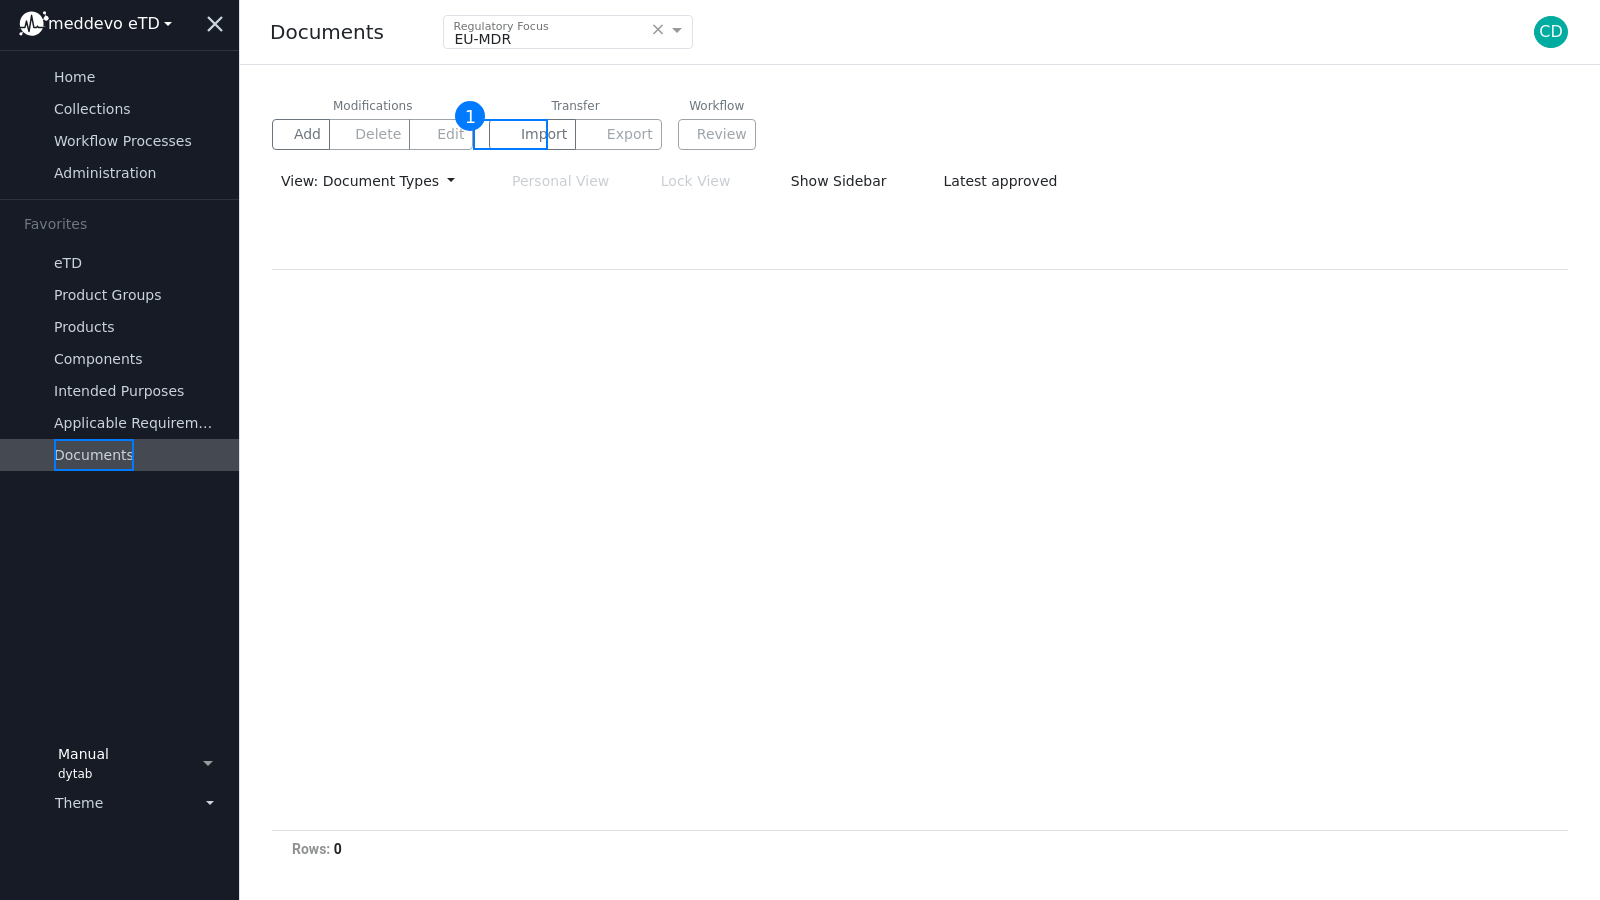 meddevo eTD
Documents
Regulatory Focus
EU-MDR
CD
Home
Collections
Workflow Processes
Administration
Favorites
eTD
Product Groups
Products
Components
Intended Purposes
Applicable Requirem...
Documents
Manual
dytab
Theme
Modifications
Transfer
Workflow
1
Add
Delete
Edit
Import
Export
Review
View: Document Types
Personal View
Lock View
Show Sidebar
Latest approved
Rows: 0